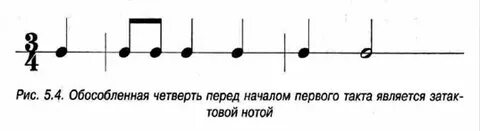 3
4
Рис. 5.4. Обособленная четверть перед началом первого такта является затак-
товой нотой